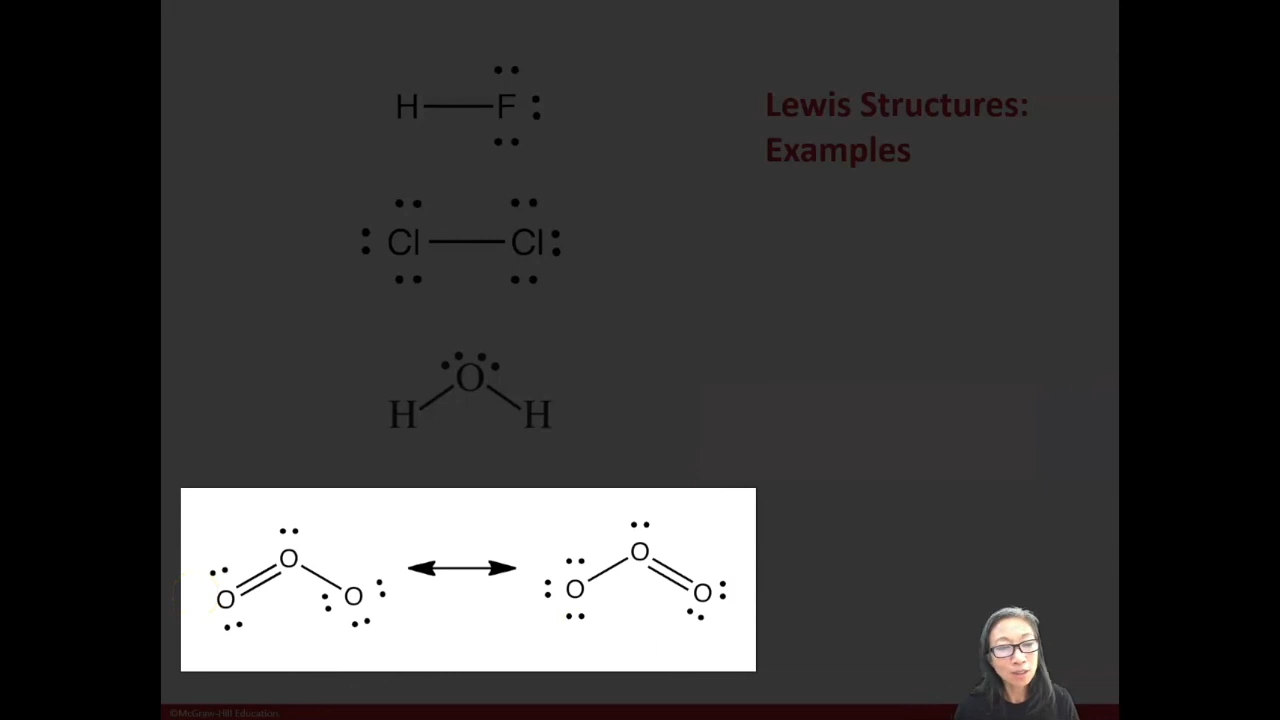 H F
Lewis Structures:
Examples
Cl Cl
O
H H
O O
O O O O
©McGraw-Hill Education